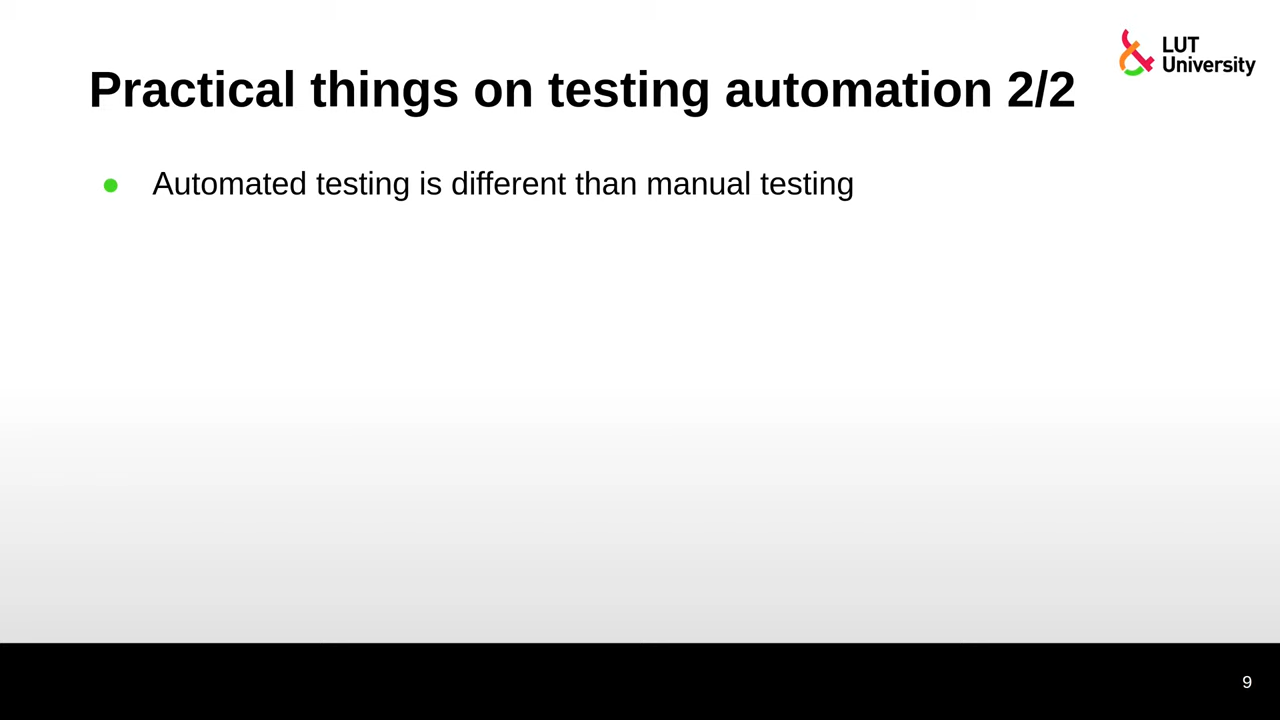 LUT
University
Practical things on testing automation 2/2
● Automated testing is different than manual testing
9